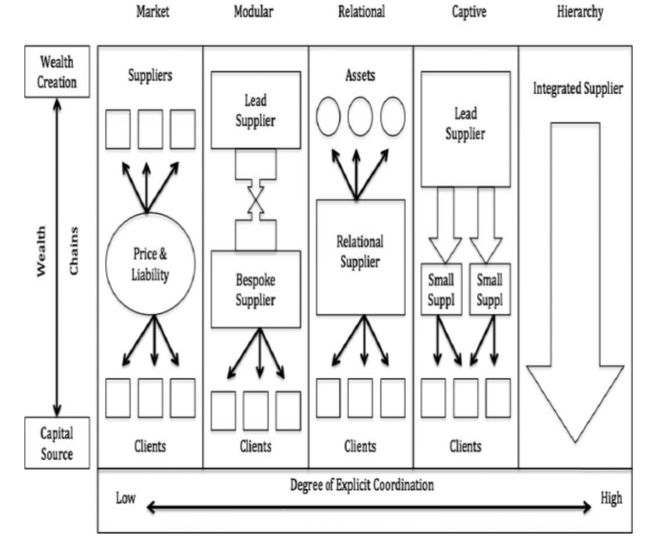 Market
Modular
Relational
Captive
Hierarchy
Wealth
Creation
Wealth
Chains
Capital
Source
Suppliers
Price &
Liability
Clients
Lead
Supplier
Bespoke
Supplier
Clients
Assets
Relational
Supplier
Clients
Lead
Supplier
Small
Suppl
Small
Suppl
Clients
Integrated Supplier
Degree of Explicit Coordination
Low
High